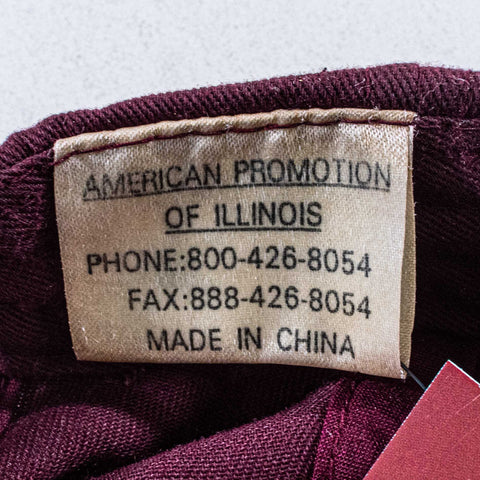 AMERICAN PROMOTION
OF ILLINOIS
PHONE:800-426-8054
FAX:888-426-8054
MADE IN CHINA